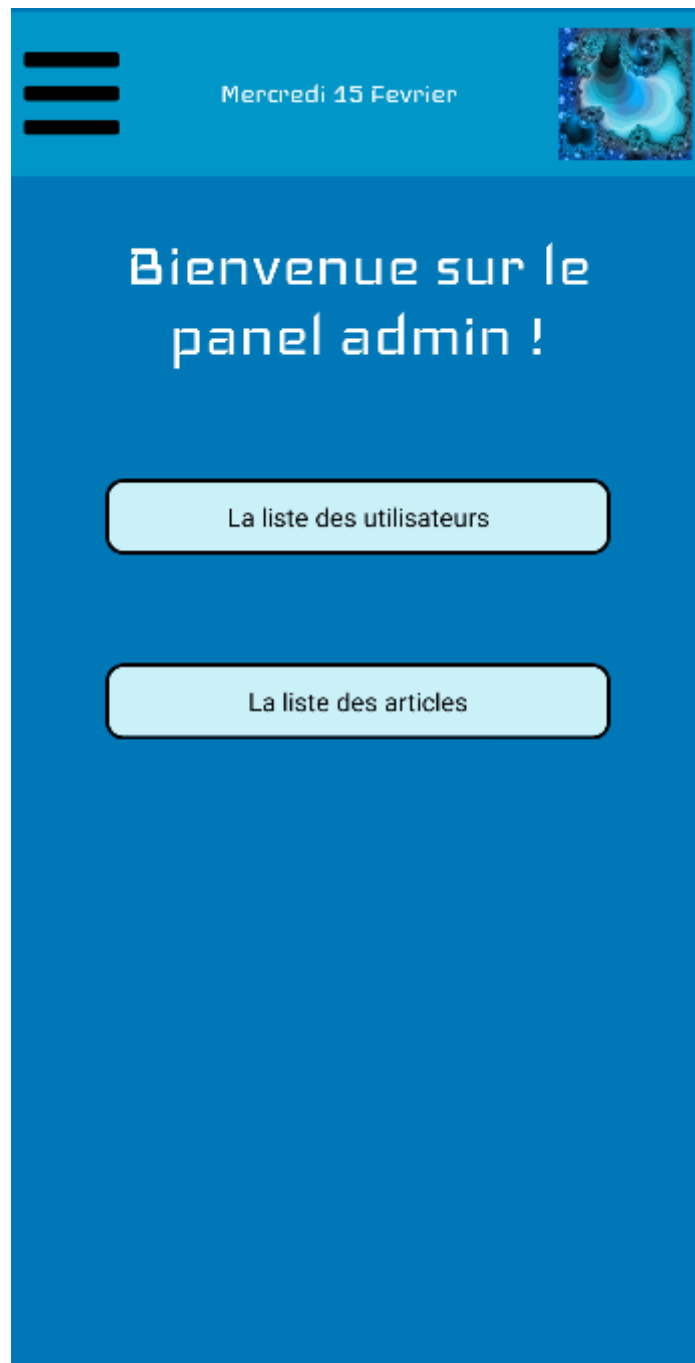 Mercredi 15 Fevrier
Bienvenue sur le
panel admin !
La liste des utilisateurs
La liste des articles